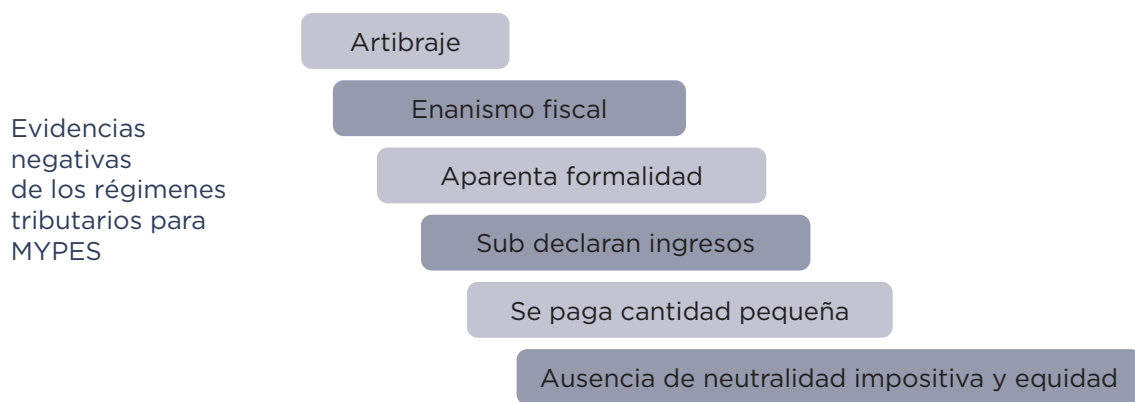 Artibraje
Enanismo fiscal
Evidencias
negativas
de los régimenes
tributarios para
MYPES
Aparenta formalidad
Sub declaran ingresos
Se paga cantidad pequeña
Ausencia de neutralidad impositiva y equidad